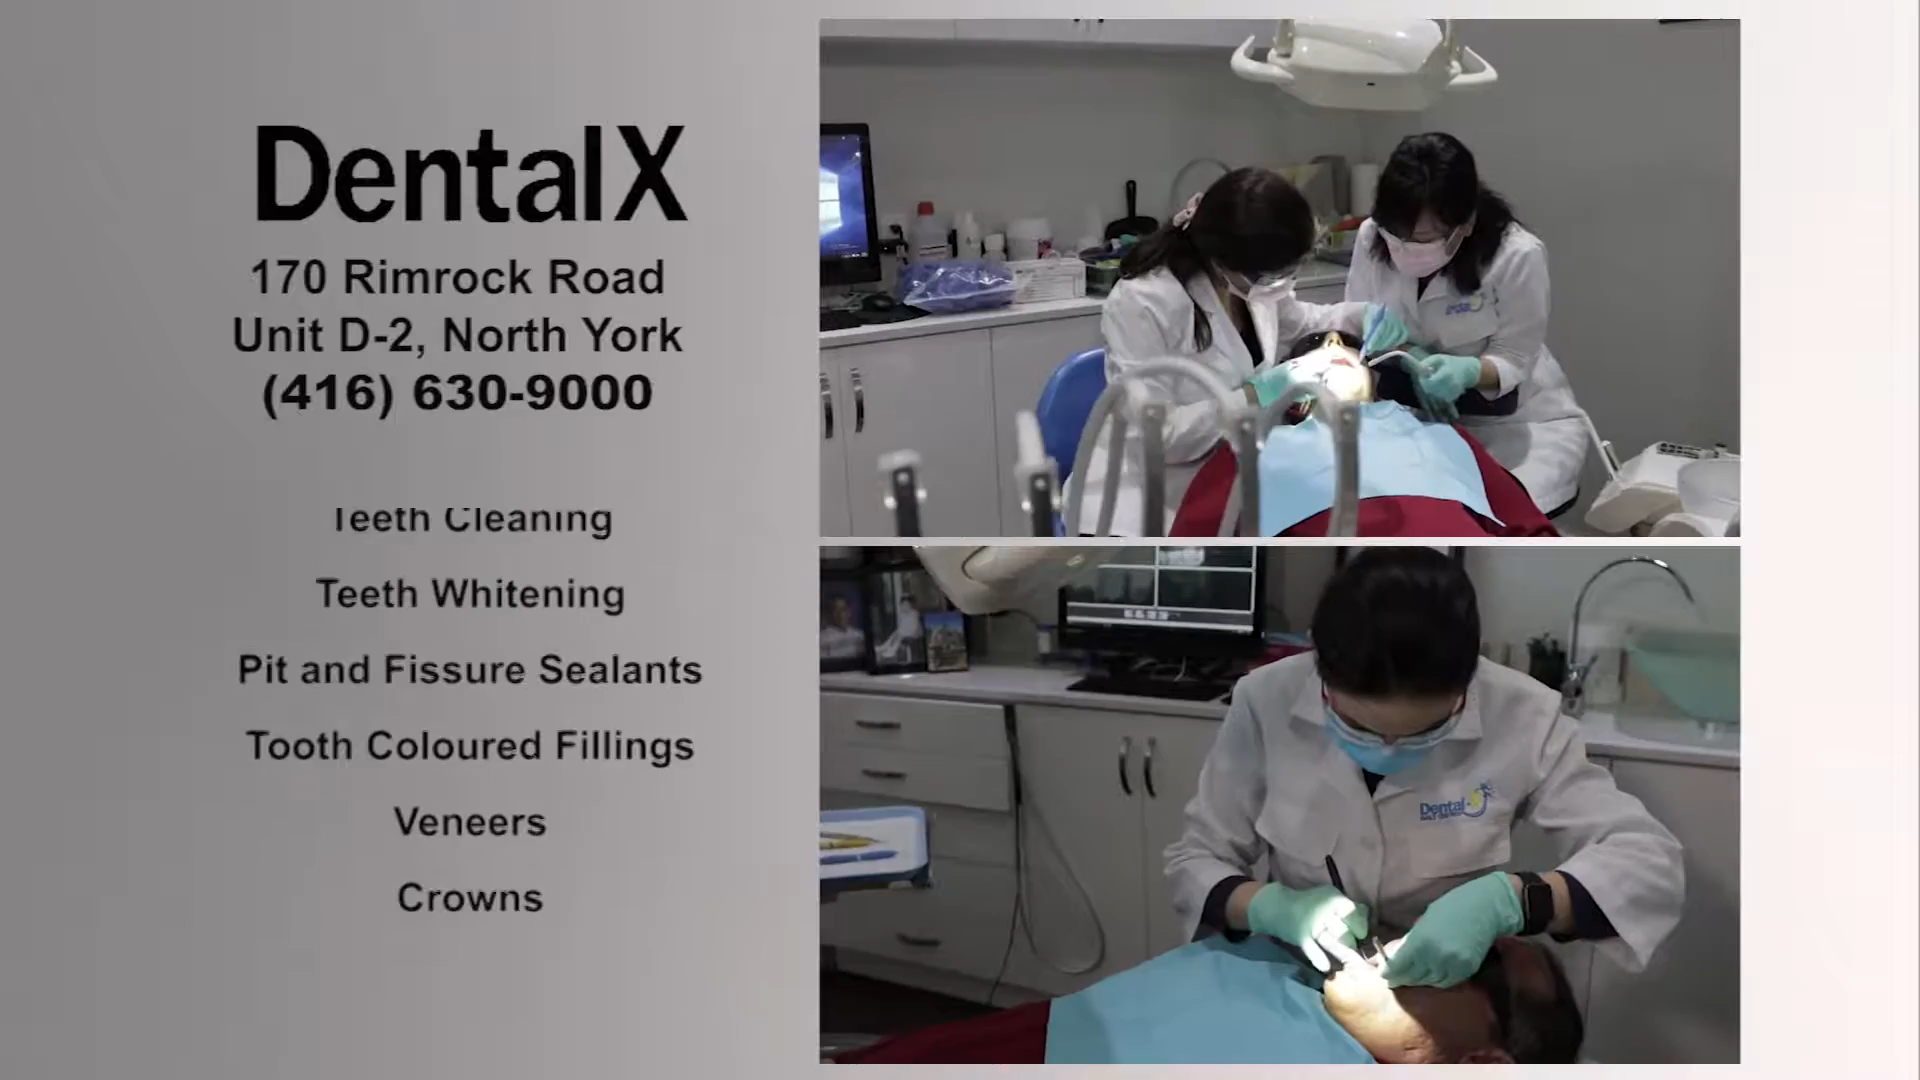 DentalX
170 Rimrock Road
Unit D-2, North York
(416) 630-9000
Teeth Cleaning
Teeth Whitening
Pit and Fissure Sealants
Tooth Coloured Fillings
Veneers
Crowns
Dental